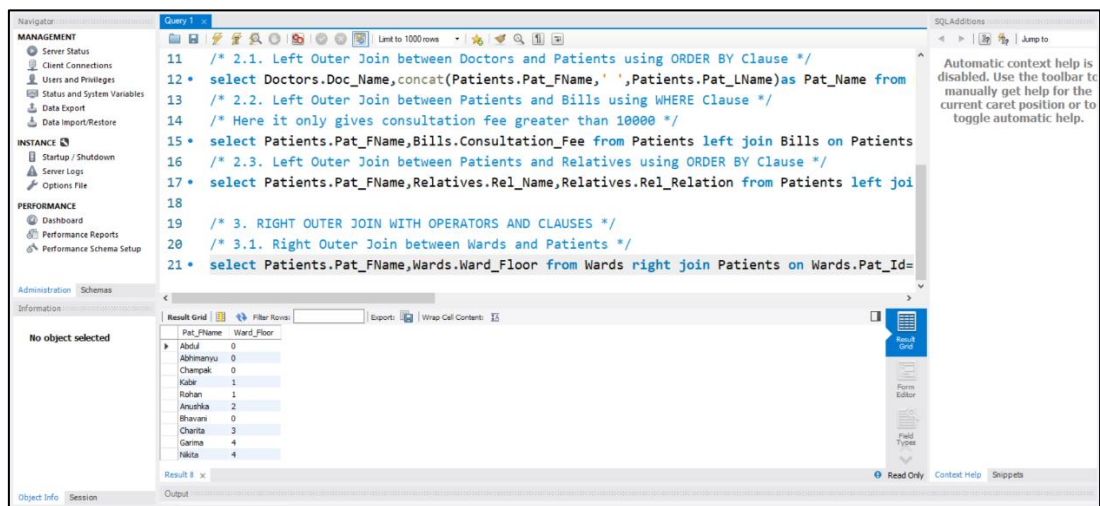 Navigator
MANAGEMENT
Server Status
Client Connections
Users and Privileges
Status and System Variables
Data Export
Data Import/Restore
INSTANCE
Startup / Shutdown
Server Logs
Options File
PERFORMANCE
Dashboard
Performance Reports
Performance Schema Setup
Administration Schemas
Information
No object selected
Object Info Session
Query 1
Limit to 1000 rows
11 /* 2.1. Left Outer Join between Doctors and Patients using ORDER BY Clause */
12 select Doctors.Doc_Name,concat(Patients.Pat_FName,' ',Patients.Pat_LName)as Pat_Name from
13 /* 2.2. Left Outer Join between Patients and Bills using WHERE Clause */
14 /* Here it only gives consultation fee greater than 10000 */
15 select Patients.Pat_FName,Bills.Consultation_Fee from Patients left join Bills on Patients
16 /* 2.3. Left Outer Join between Patients and Relatives using ORDER BY Clause */
17 select Patients.Pat_FName,Relatives.Rel_Name,Relatives.Rel_Relation from Patients left joi
18
19 /* 3. RIGHT OUTER JOIN WITH OPERATORS AND CLAUSES */
20 /* 3.1. Right Outer Join between Wards and Patients */
21 select Patients.Pat_FName,Wards.Ward_Floor from Wards right join Patients on Wards.Pat_Id=
Result Grid Filter Rows: Export: Wrap Cell Content:
Pat_FName Ward_Floor
Abdul 0
Abhimanyu 0
Champak 0
Kabir 1
Rohan 1
Anushka 2
Bhavani 0
Charita 3
Garima 4
Nikita 4
Result Grid
Form Editor
Field Types
Result 8
Read Only
Output
SQLAdditions
Jump to
Automatic context help is
disabled. Use the toolbar to
manually get help for the
current caret position or to
toggle automatic help.
Context Help Snippets